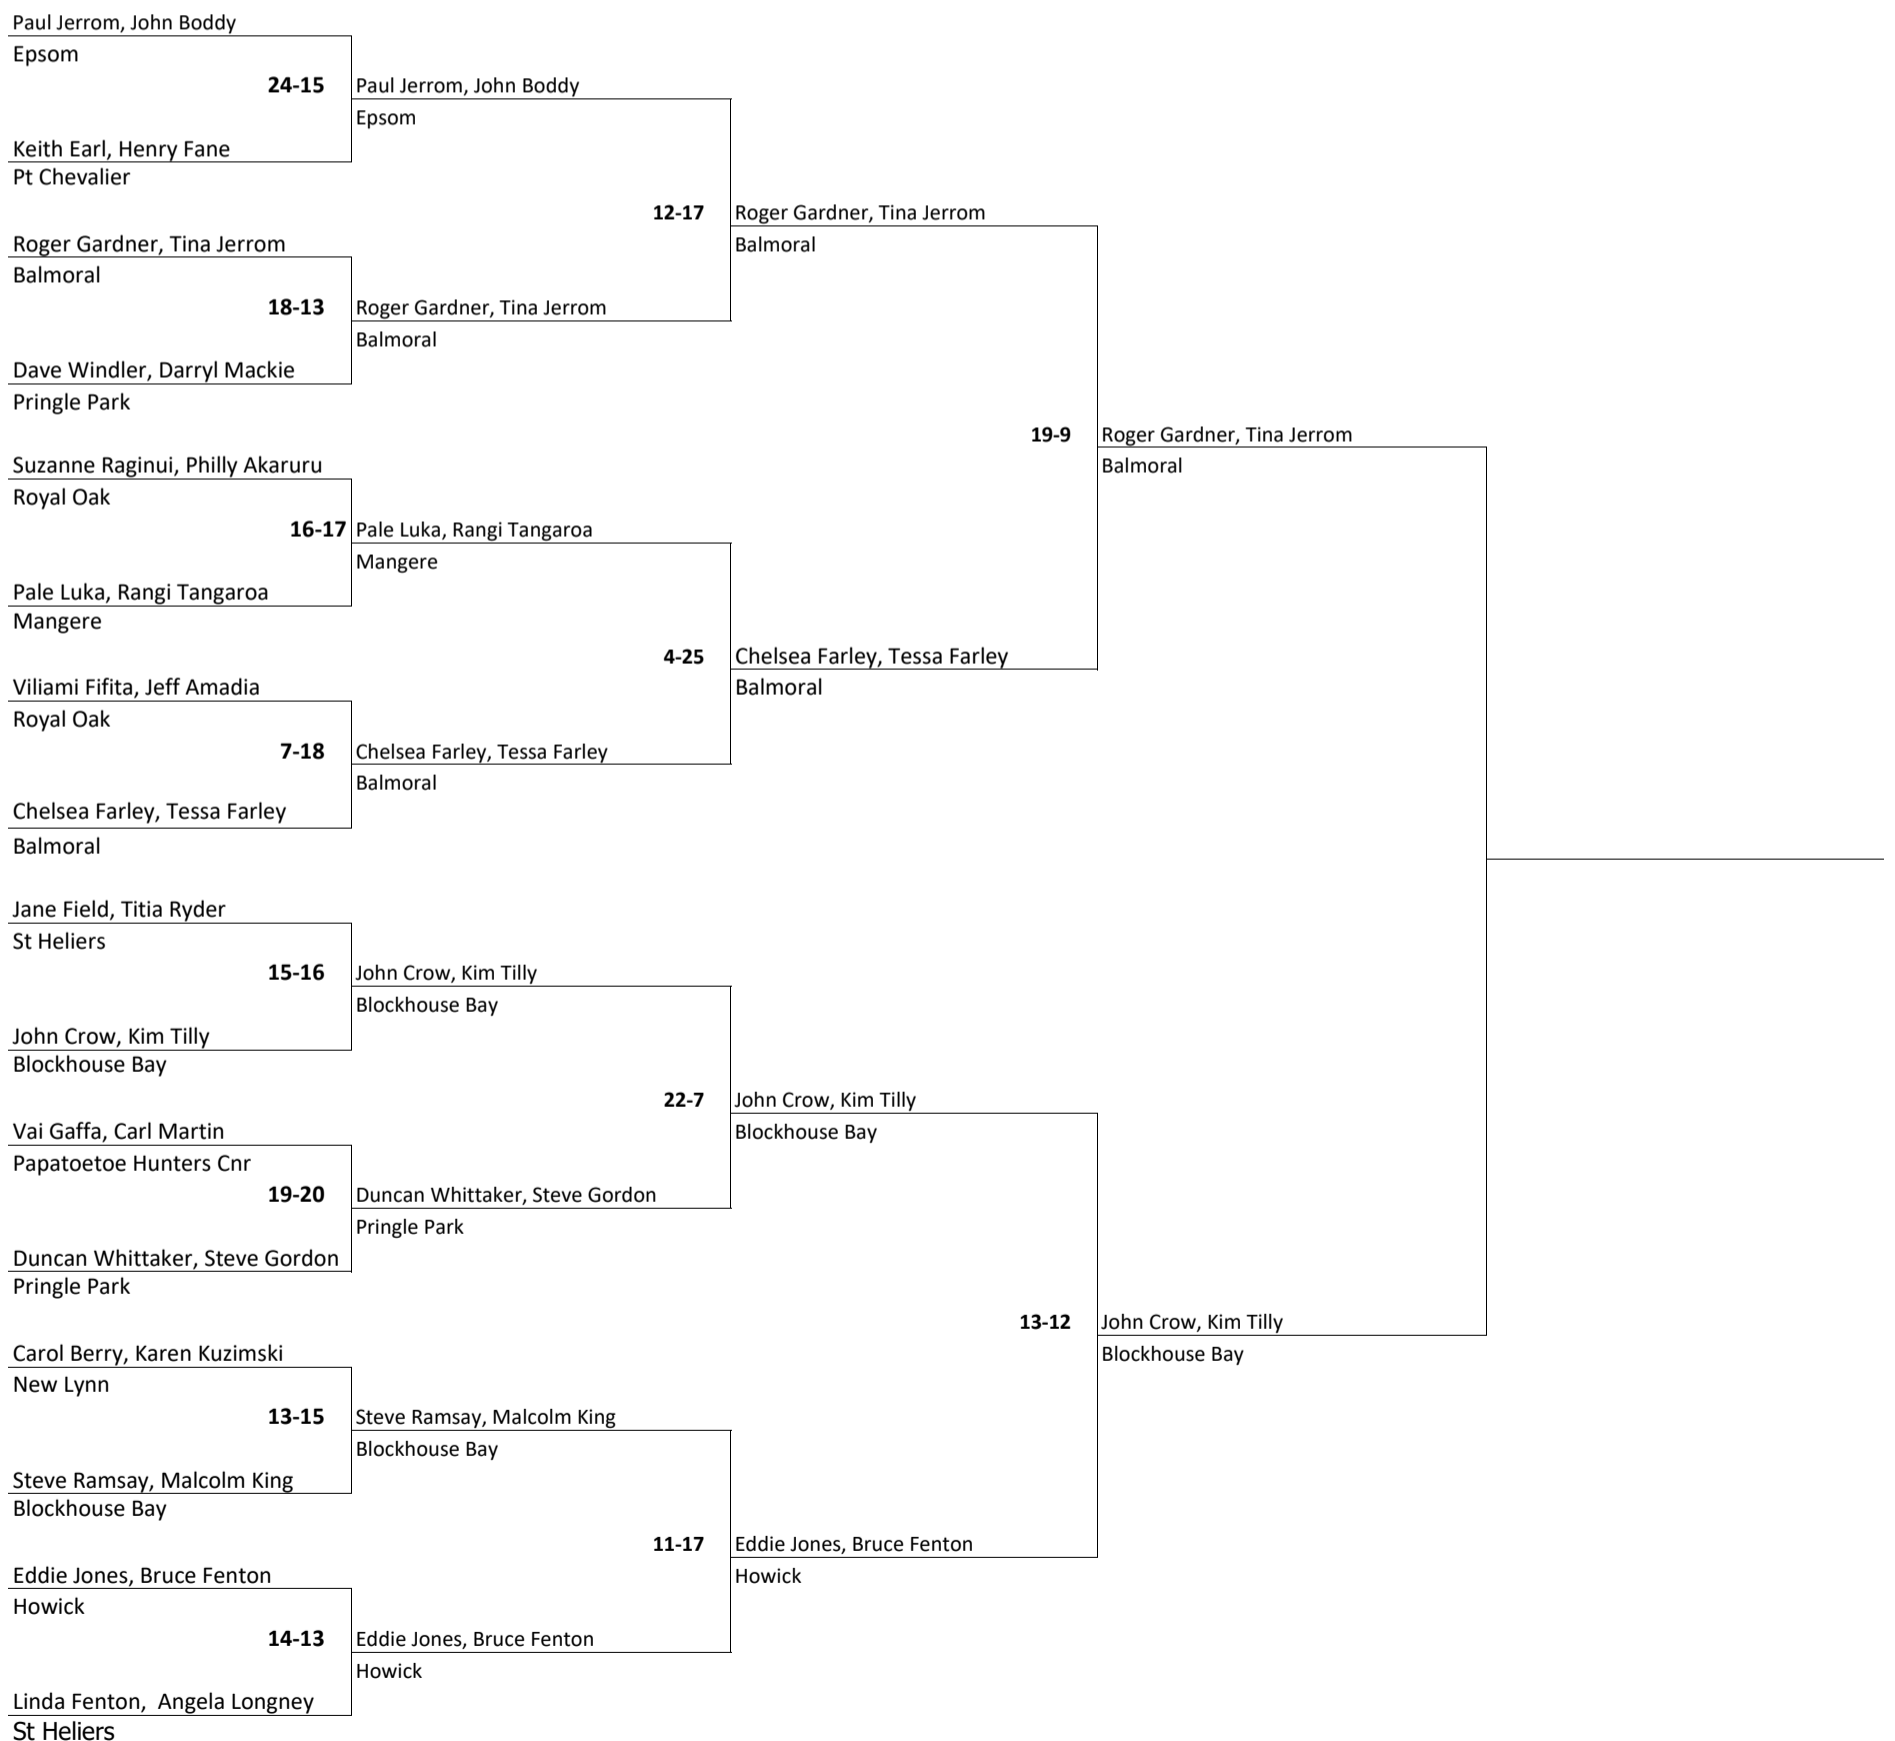 Paul Jerrom, John Boddy
Epsom
24-15
Paul Jerrom, John Boddy
Epsom
Keith Earl, Henry Fane
Pt Chevalier
12-17
Roger Gardner, Tina Jerrom
Balmoral
Roger Gardner, Tina Jerrom
Balmoral
18-13
Roger Gardner, Tina Jerrom
Balmoral
Dave Windler, Darryl Mackie
Pringle Park
19-9
Roger Gardner, Tina Jerrom
Balmoral
Suzanne Raginui, Philly Akaruru
Royal Oak
16-17
Pale Luka, Rangi Tangaroa
Mangere
Pale Luka, Rangi Tangaroa
Mangere
4-25
Chelsea Farley, Tessa Farley
Balmoral
Viliami Fifita, Jeff Amadia
Royal Oak
7-18
Chelsea Farley, Tessa Farley
Balmoral
Chelsea Farley, Tessa Farley
Balmoral
Jane Field, Titia Ryder
St Heliers
15-16
John Crow, Kim Tilly
Blockhouse Bay
John Crow, Kim Tilly
Blockhouse Bay
22-7
John Crow, Kim Tilly
Blockhouse Bay
Vai Gaffa, Carl Martin
Papatoetoe Hunters Cnr
19-20
Duncan Whittaker, Steve Gordon
Pringle Park
Duncan Whittaker, Steve Gordon
Pringle Park
13-12
John Crow, Kim Tilly
Blockhouse Bay
Carol Berry, Karen Kuzimski
New Lynn
13-15
Steve Ramsay, Malcolm King
Blockhouse Bay
Steve Ramsay, Malcolm King
Blockhouse Bay
11-17
Eddie Jones, Bruce Fenton
Howick
Eddie Jones, Bruce Fenton
Howick
14-13
Eddie Jones, Bruce Fenton
Howick
Linda Fenton,  Angela Longney
St Heliers